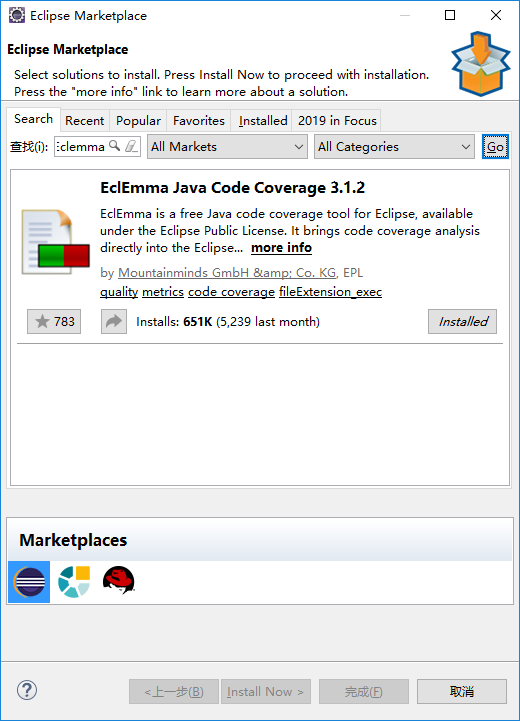 Eclipse Marketplace
Eclipse Marketplace
Select solutions to install. Press Install Now to proceed with installation.
Press the "more info" link to learn more about a solution.
Search Recent Popular Favorites Installed 2019 in Focus
查找(i): Eclemma All Markets All Categories Go
EclEmma Java Code Coverage 3.1.2
EclEmma is a free Java code coverage tool for Eclipse, available
under the Eclipse Public License. It brings code coverage analysis
directly into the Eclipse... more info
by Mountainminds GmbH &amp; Co. KG, EPL
quality metrics code coverage fileExtension_exec
783 Installs: 651K (5,239 last month) Installed
Marketplaces
<上一步(B) Install Now > 完成(F) 取消